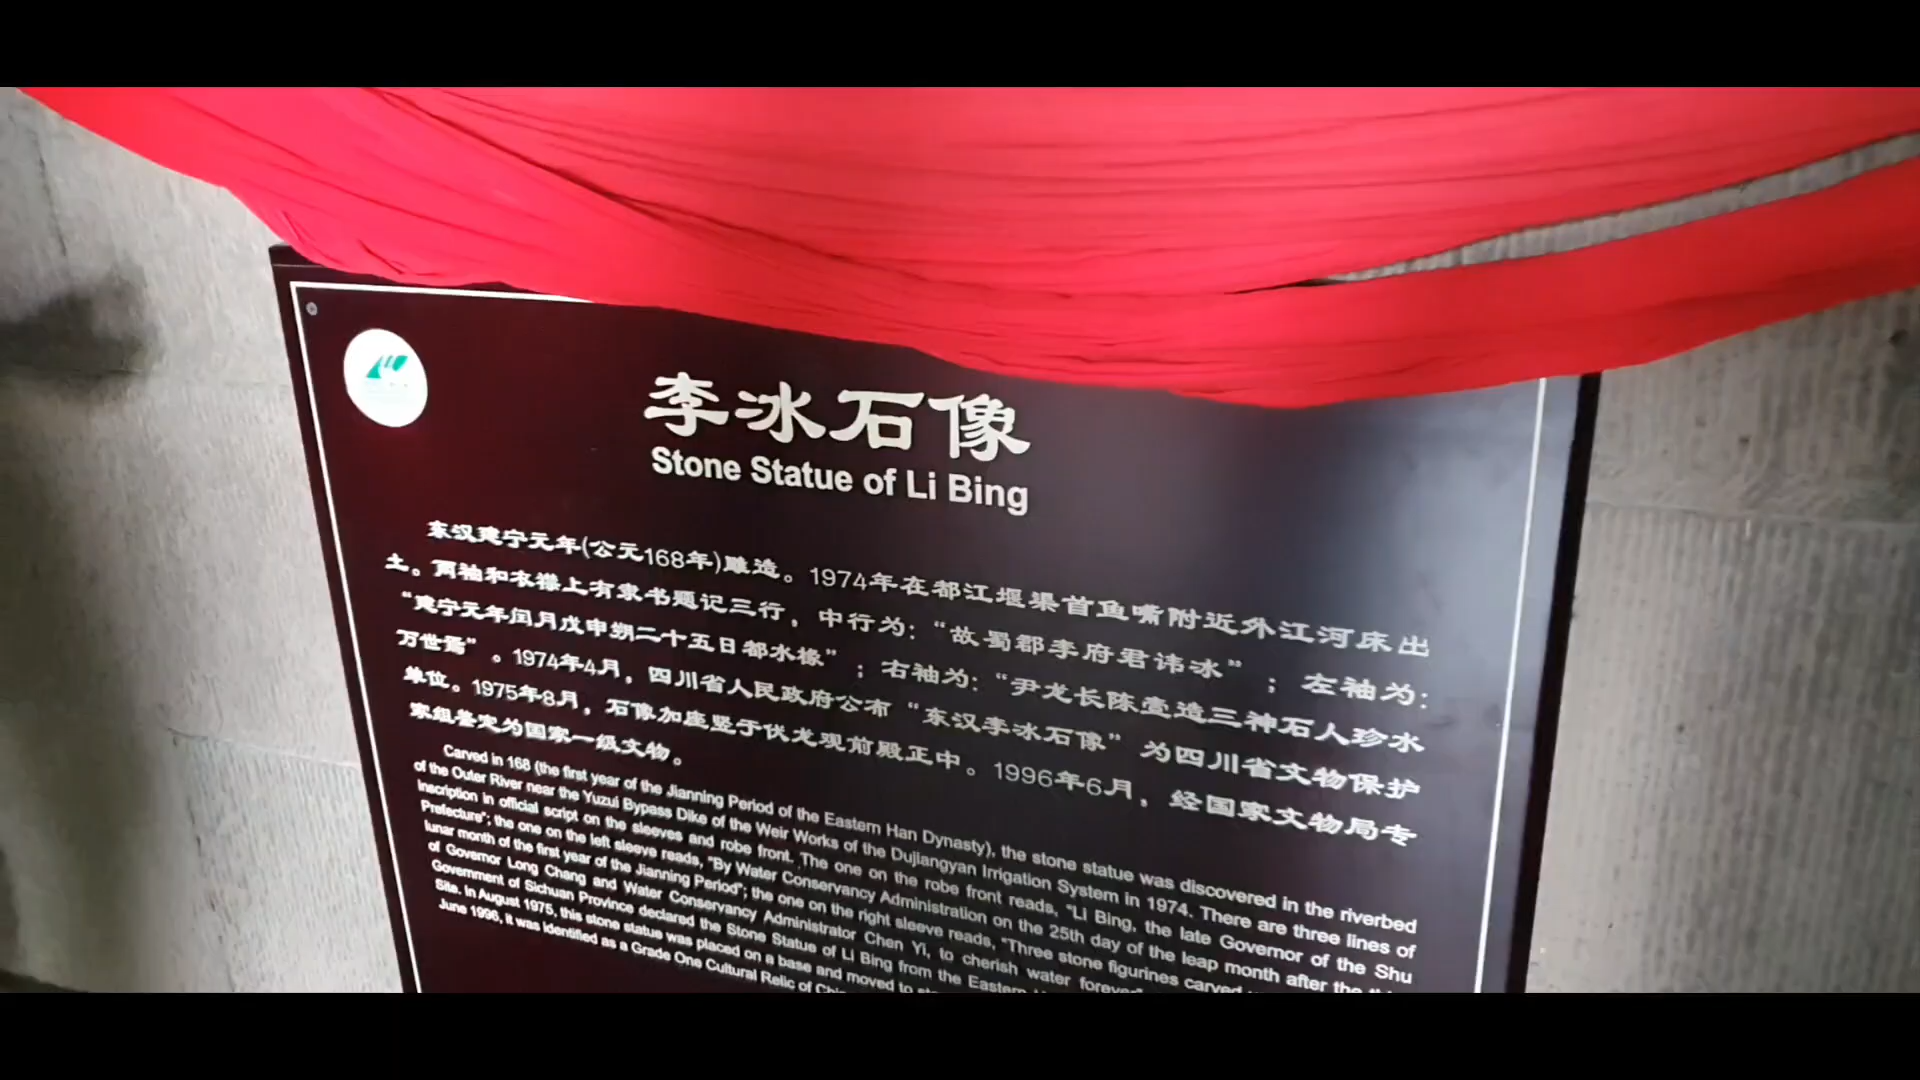 李冰石像
Stone Statue of Li Bing
东汉建宁元年(公元168年)雕造。1974年在都江堰渠首鱼嘴附近外江河床出
土。两袖和衣襟上有隶书题记三行，中行为：“故蜀郡李府君讳冰”；左袖为：
“建宁元年闰月戊申朔二十五日都水掾”；右袖为：“尹龙长陈壹造三神石人珍水
万世焉”。1974年4月，四川省人民政府公布“东汉李冰石像”为四川省文物保护
单位。1975年8月，石像加座竖于伏龙观前殿正中。1996年6月，经国家文物局专
家组鉴定为国家一级文物。
Carved in 168 (the first year of the Jianning Period of the Eastern Han Dynasty), the stone statue was discovered in the riverbed
of the Outer River near the Yuzui Bypass Dike of the Weir Works of the Dujiangyan Irrigation System in 1974. There are three lines of
inscription in official script on the sleeves and robe front. The one on the robe front reads, "Li Bing, the late Governor of the Shu
Prefecture"; the one on the left sleeve reads, "By Water Conservancy Administration on the 25th day of the leap month after the
lunar month of the first year of the Jianning Period"; the one on the right sleeve reads, "Three stone figurines carved
of Governor Long Chang and Water Conservancy Administrator Chen Yi, to cherish water forever"
Government of Sichuan Province declared the Stone Statue of Li Bing from the Eastern
Site. In August 1975, this stone statue was placed on a base and moved to
June 1996, it was identified as a Grade One Cultural Relic of